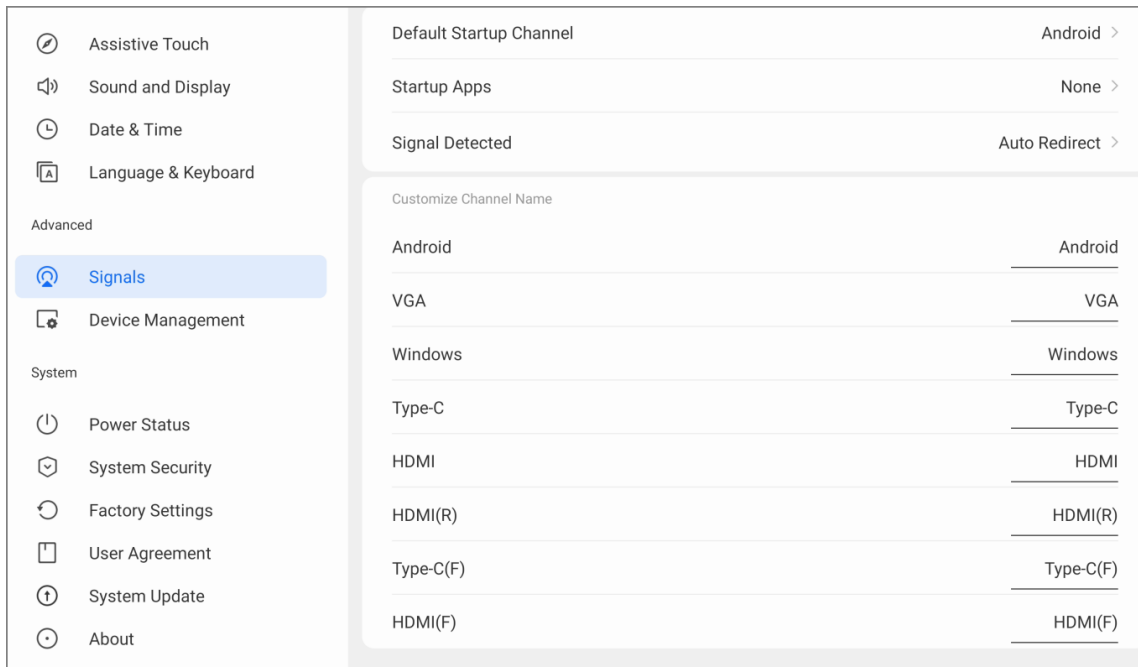 Assistive Touch
Sound and Display
Date & Time
Language & Keyboard
Advanced
Signals
Device Management
System
Power Status
System Security
Factory Settings
User Agreement
System Update
About
Default Startup Channel Android
Startup Apps None
Signal Detected Auto Redirect
Customize Channel Name
Android Android
VGA VGA
Windows Windows
Type-C Type-C
HDMI HDMI
HDMI(R) HDMI(R)
Type-C(F) Type-C(F)
HDMI(F) HDMI(F)